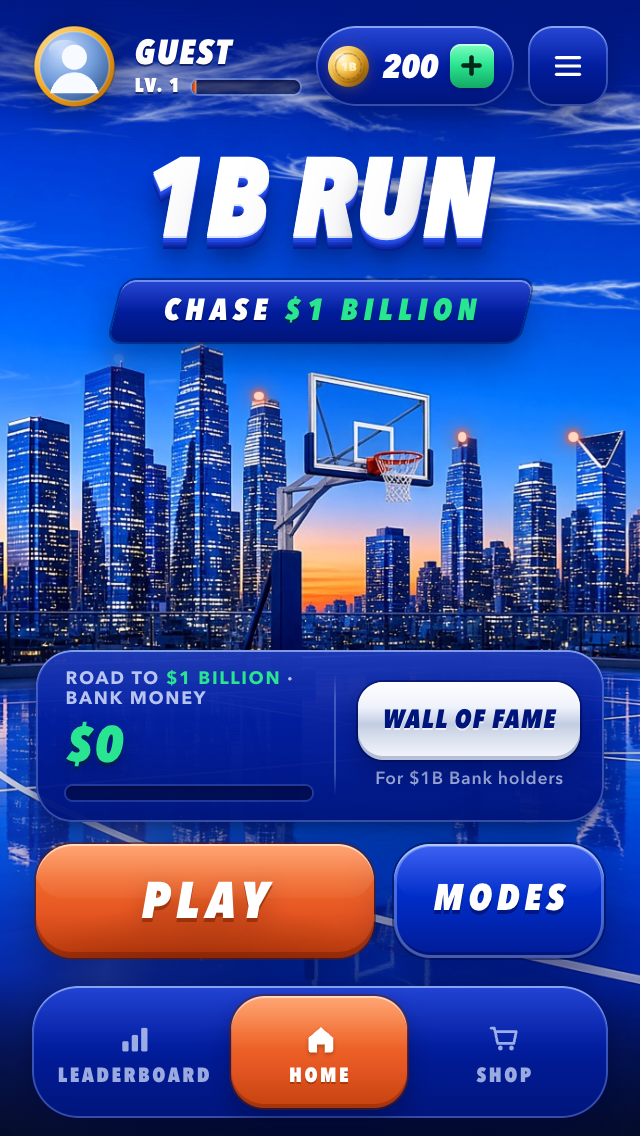 GUEST
LV. 1
1B
200
1B RUN
CHASE $1 BILLION
ROAD TO $1 BILLION ·
BANK MONEY
$0
WALL OF FAME
For $1B Bank holders
PLAY
MODES
LEADERBOARD
HOME
SHOP